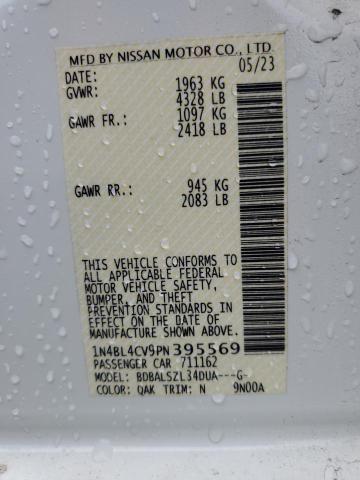 MFD BY NISSAN MOTOR CO., LTD
DATE: 05/23
GVWR: 1963 KG
4328 LB
GAWR FR.: 1097 KG
2418 LB
GAWR RR.: 945 KG
2083 LB
THIS VEHICLE CONFORMS TO
ALL APPLICABLE FEDERAL
MOTOR VEHICLE SAFETY,
BUMPER, AND THEFT
PREVENTION STANDARDS IN
EFFECT ON THE DATE OF
MANUFACTURE SHOWN ABOVE.
1N4BL4CV9PN395569
PASSENGER CAR 711162
MODEL: BDBALSZL34DUA---G-
COLOR: QAK TRIM: N 9N00A